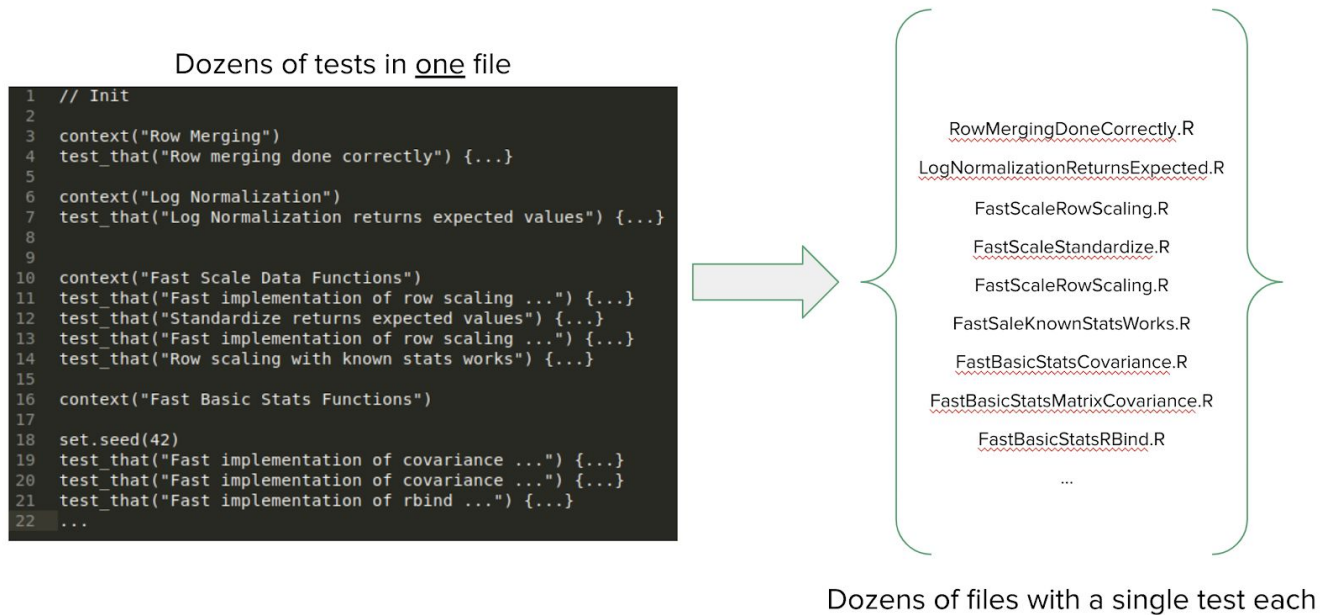 Dozens of tests in one file
1 // Init
2
3 context("Row Merging")
4 test_that("Row merging done correctly") {...}
5
6 context("Log Normalization")
7 test_that("Log Normalization returns expected values") {...}
8
9
10 context("Fast Scale Data Functions")
11 test_that("Fast implementation of row scaling ...") {...}
12 test_that("Standardize returns expected values") {...}
13 test_that("Fast implementation of row scaling ...") {...}
14 test_that("Row scaling with known stats works") {...}
15
16 context("Fast Basic Stats Functions")
17
18 set.seed(42)
19 test_that("Fast implementation of covariance ...") {...}
20 test_that("Fast implementation of covariance ...") {...}
21 test_that("Fast implementation of rbind ...") {...}
22 ...
RowMergingDoneCorrectly.R
LogNormalizationReturnsExpected.R
FastScaleRowScaling.R
FastScaleStandardize.R
FastScaleRowScaling.R
FastSaleKnownStatsWorks.R
FastBasicStatsCovariance.R
FastBasicStatsMatrixCovariance.R
FastBasicStatsRBind.R
...
Dozens of files with a single test each